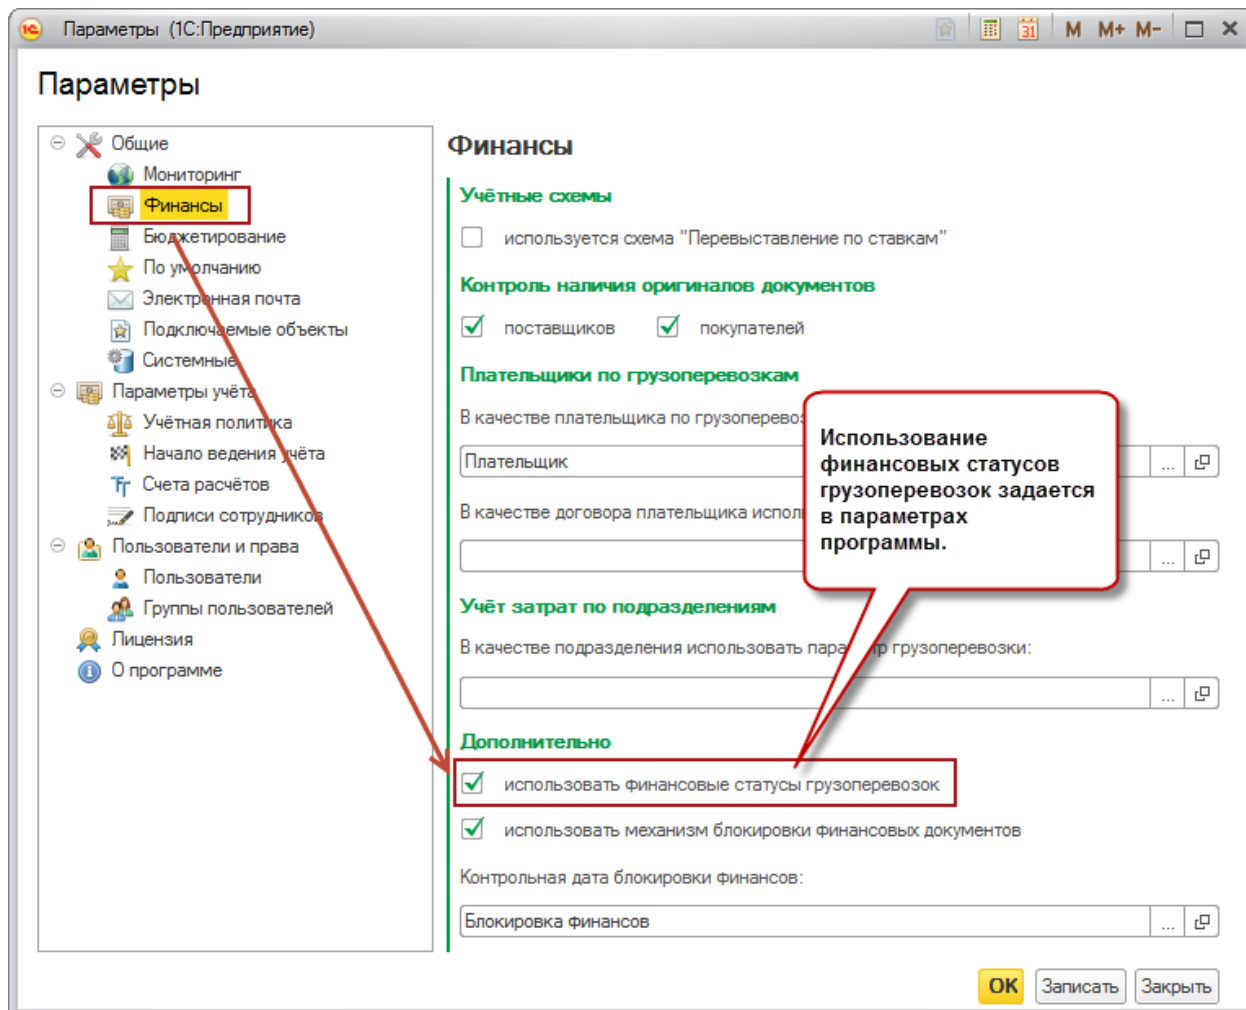 1С Параметры (1С:Предприятие) 31 M M+ M-
Параметры
Общие
Мониторинг
Финансы
Бюджетирование
По умолчанию
Электронная почта
Подключаемые объекты
Системные
Параметры учёта
Учётная политика
Начало ведения учёта
Счета расчётов
Подписи сотрудников
Пользователи и права
Пользователи
Группы пользователей
Лицензия
О программе
Финансы
Учётные схемы
используется схема "Перевыставление по ставкам"
Контроль наличия оригиналов документов
поставщиков покупателей
Плательщики по грузоперевозкам
В качестве плательщика по
Плательщик ...
В качестве договора плательщика
...
Учёт затрат по подразделениям
В качестве подразделения использовать параметр грузоперевозки:
...
Дополнительно
использовать финансовые статусы грузоперевозок
использовать механизм блокировки финансовых документов
Контрольная дата блокировки финансов:
Блокировка финансов ...
Использование
финансовых статусов
грузоперевозок задается
в параметрах
программы.
OK Записать Закрыть